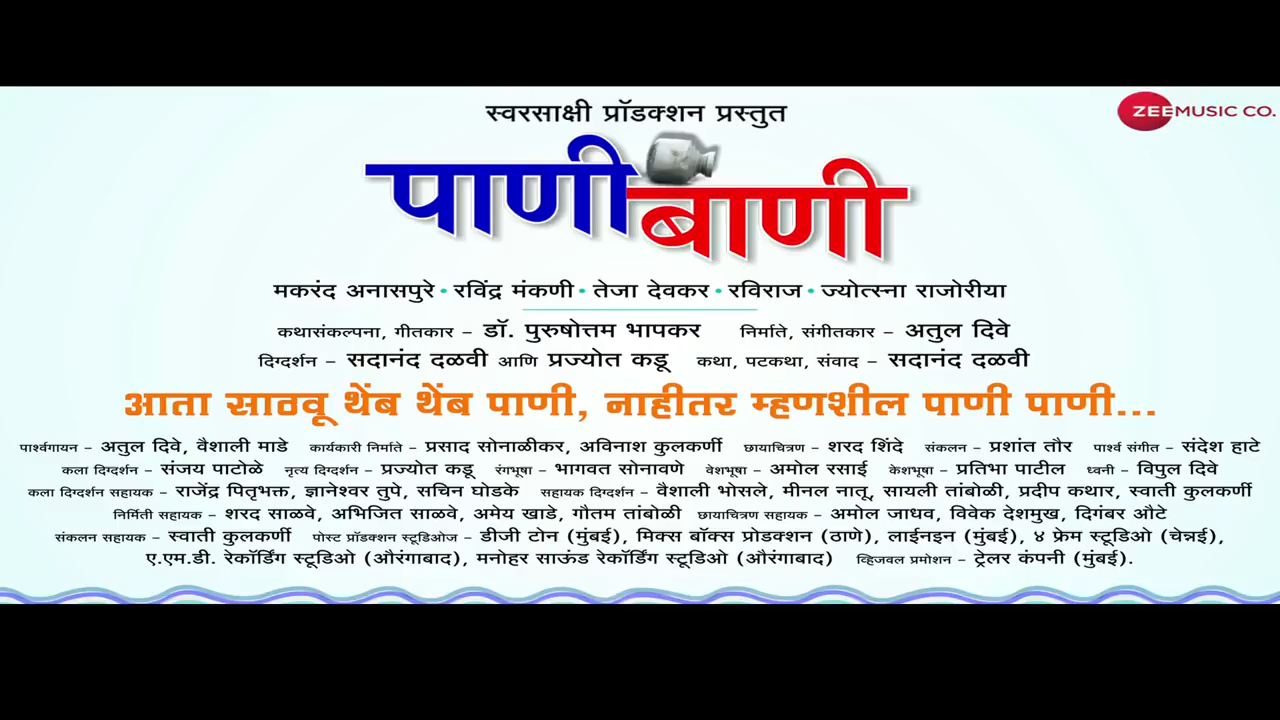 स्वरसाक्षी प्रॉडक्शन प्रस्तुत
ZEE MUSIC CO.
पाणी बाणी
मकरंद अनासपुरे • रविंद्र मंकणी • तेजा देवकर • रविराज • ज्योत्स्ना राजोरीया
कथासंकल्पना, गीतकार – डॉ. पुरुषोत्तम भापकर निर्माते, संगीतकार – अतुल दिवे
दिग्दर्शन – सदानंद दळवी आणि प्रज्योत कडू कथा, पटकथा, संवाद – सदानंद दळवी
आता साठवू थेंब थेंब पाणी, नाहीतर म्हणशील पाणी पाणी...
पार्श्वगायन – अतुल दिवे, वैशाली माडे कार्यकारी निर्माते – प्रसाद सोनाळीकर, अविनाश कुलकर्णी छायाचित्रण – शरद शिंदे संकलन – प्रशांत तौर पार्श्व संगीत – संदेश हाटे
कला दिग्दर्शन – संजय पाटोळे नृत्य दिग्दर्शन – प्रज्योत कडू रंगभूषा – भागवत सोनावणे वेशभूषा – अमोल रसाई केशभूषा – प्रतिभा पाटील ध्वनी – विपुल दिवे
कला दिग्दर्शन सहायक – राजेंद्र पितृभक्त, ज्ञानेश्वर तुपे, सचिन घोडके सहायक दिग्दर्शन – वैशाली भोसले, मीनल नातू, सायली तांबोळी, प्रदीप कथार, स्वाती कुलकर्णी
निर्मिती सहायक – शरद साळवे, अभिजित साळवे, अमेय खाडे, गौतम तांबोळी छायाचित्रण सहायक – अमोल जाधव, विवेक देशमुख, दिगंबर औटे
संकलन सहायक – स्वाती कुलकर्णी पोस्ट प्रॉडक्शन स्टूडिओज – डीजी टोन (मुंबई), मिक्स बॉक्स प्रोडक्शन (ठाणे), लाईनइन (मुंबई), ४ फ्रेम स्टूडिओ (चेन्नई),
ए.एम.डी. रेकॉर्डिंग स्टूडिओ (औरंगाबाद), मनोहर साऊंड रेकॉर्डिंग स्टूडिओ (औरंगाबाद) व्हिजवल प्रमोशन – ट्रेलर कंपनी (मुंबई).